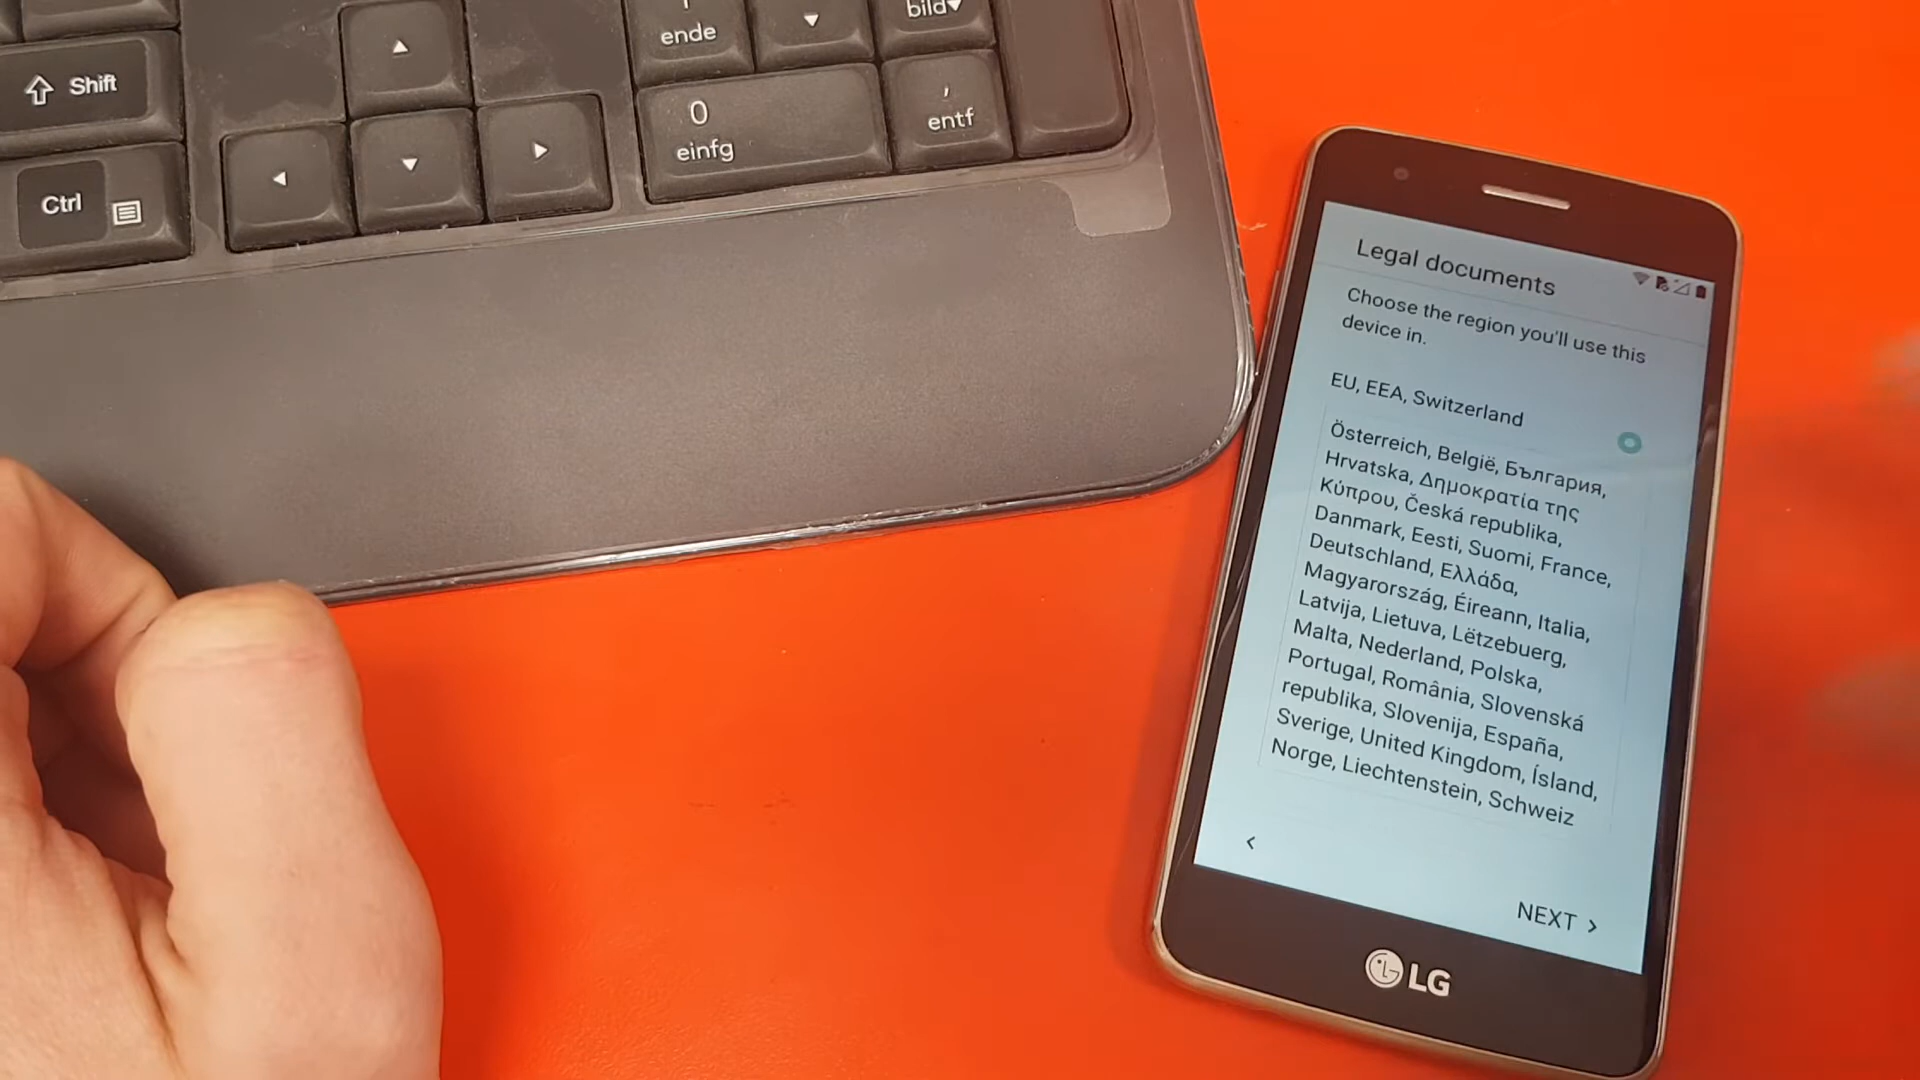 Shift
Ctrl
ende
bild
0
einfg
,
entf
Legal documents
Choose the region you'll use this
device in.
EU, EEA, Switzerland
Österreich, België, България,
Hrvatska, Δημοκρατία της
Κύπρου, Česká republika,
Danmark, Eesti, Suomi, France,
Deutschland, Ελλάδα,
Magyarország, Éireann, Italia,
Latvija, Lietuva, Lëtzebuerg,
Malta, Nederland, Polska,
Portugal, România, Slovenská
republika, Slovenija, España,
Sverige, United Kingdom, Ísland,
Norge, Liechtenstein, Schweiz
NEXT
LG